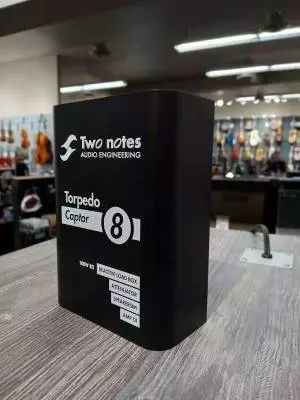 Two notes
AUDIO ENGINEERING
Torpedo
Captor 8
100W 8Ω
REACTIVE LOAD BOX
ATTENUATOR
SPEAKERSIM
AMP DI